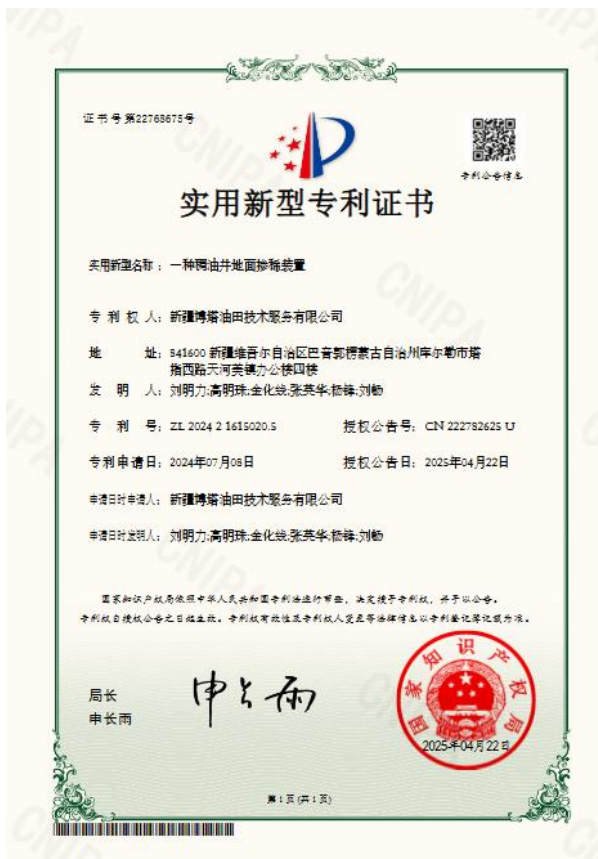 证书号第22768675号
专利公告信息
实用新型专利证书
实用新型名称：一种稠油井地面掺稀装置
专利权人：新疆博塔油田技术服务有限公司
地址：841600 新疆维吾尔自治区巴音郭楞蒙古自治州库尔勒市塔
指西路天河美镇办公楼四楼
发明人：刘明力;高明珠;金化;张英华;杨锋;刘畅
专利号：ZL 2024 2 1615020.5 授权公告号：CN 222782625 U
专利申请日：2024年07月08日 授权公告日：2025年04月22日
申请日时申请人：新疆博塔油田技术服务有限公司
申请日时发明人：刘明力;高明珠;金化;张英华;杨锋;刘畅
国家知识产权局依照中华人民共和国专利法进行审查，决定授予专利权，并予以公告。
专利权自授权公告之日起生效。专利权有效性及专利权人变更等法律信息以专利登记簿记载为准。
局长
申长雨
申长雨
国家知识产权局
2025年04月22日
第1页(共1页)
CNIPA